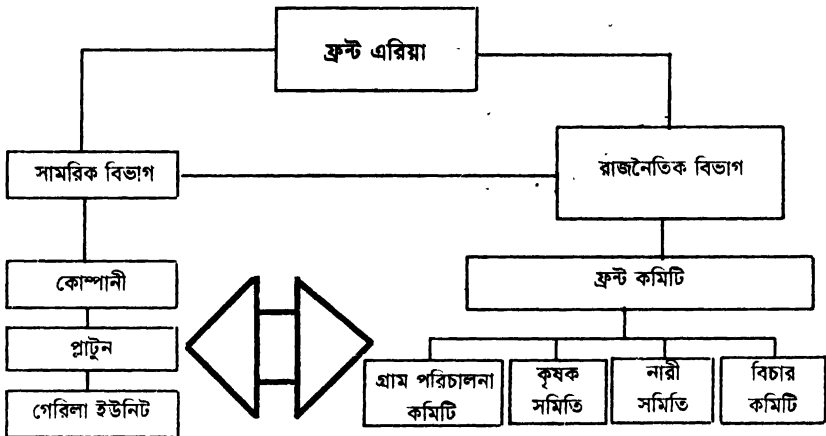 ফ্রন্ট এরিয়া
সামরিক বিভাগ
রাজনৈতিক বিভাগ
কোম্পানী
ফ্রন্ট কমিটি
প্লাটুন
গ্রাম পরিচালনা
কমিটি
কৃষক
সমিতি
নারী
সমিতি
বিচার
কমিটি
গেরিলা ইউনিট